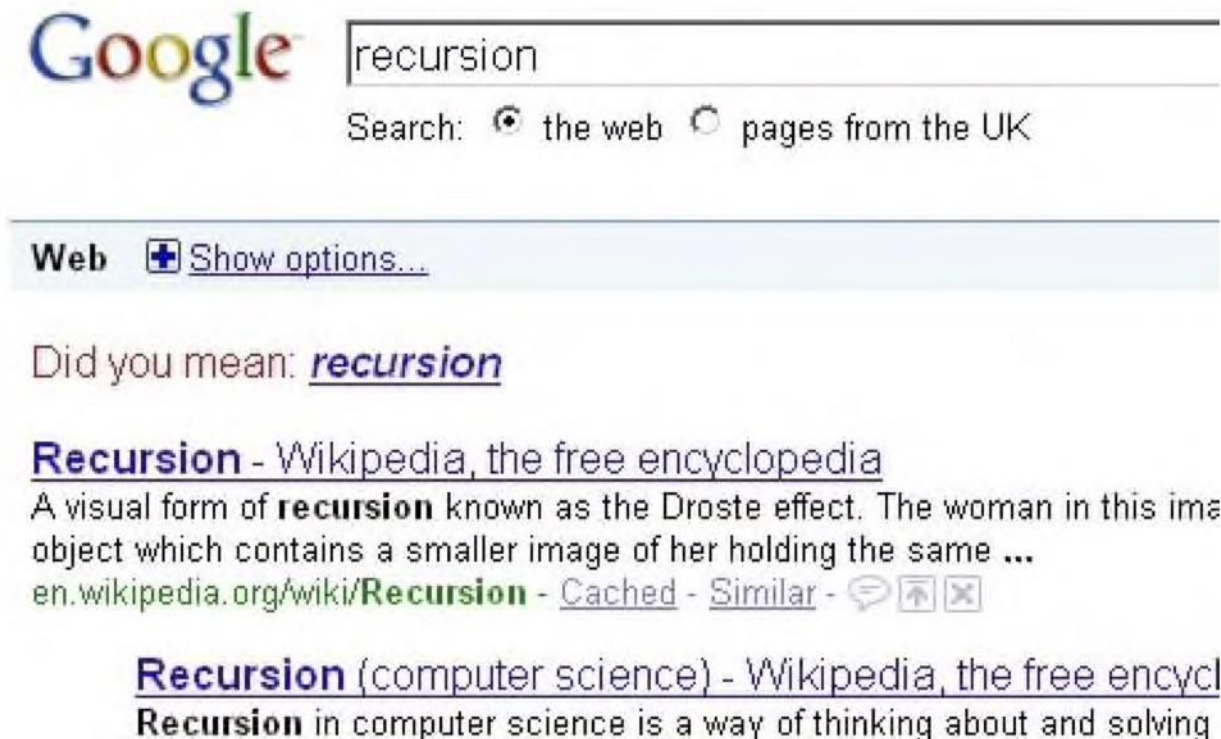 Google recursion
Search: the web pages from the UK
Web Show options...
Did you mean: recursion
Recursion - Wikipedia, the free encyclopedia
A visual form of recursion known as the Droste effect. The woman in this ima
object which contains a smaller image of her holding the same ...
en.wikipedia.org/wiki/Recursion - Cached - Similar -
Recursion (computer science) - Wikipedia, the free encycl
Recursion in computer science is a way of thinking about and solving